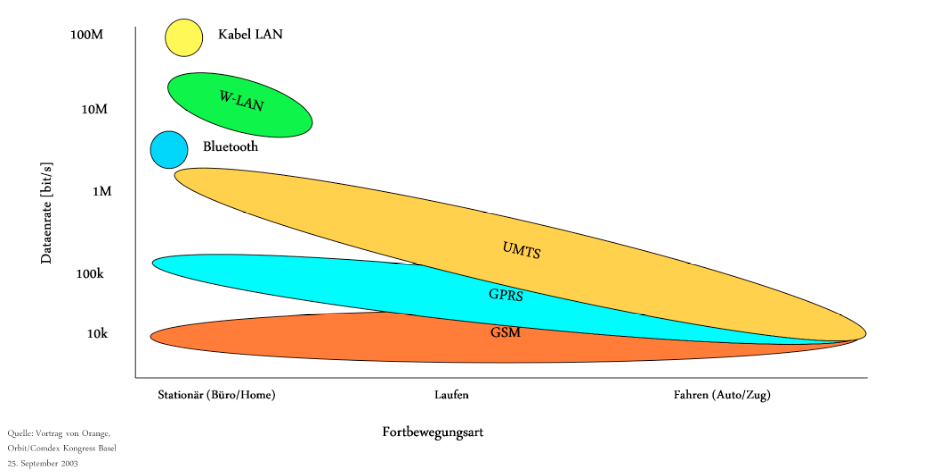 100M
Kabel LAN
W-LAN
10M
Bluetooth
Dataenrate [bit/s]
1M
UMTS
100k
GPRS
10k
GSM
Stationär (Büro/Home)
Laufen
Fahren (Auto/Zug)
Fortbewegungsart
Quelle: Vortrag von Orange,
Orbit/Comdex Kongress Basel
25. September 2003